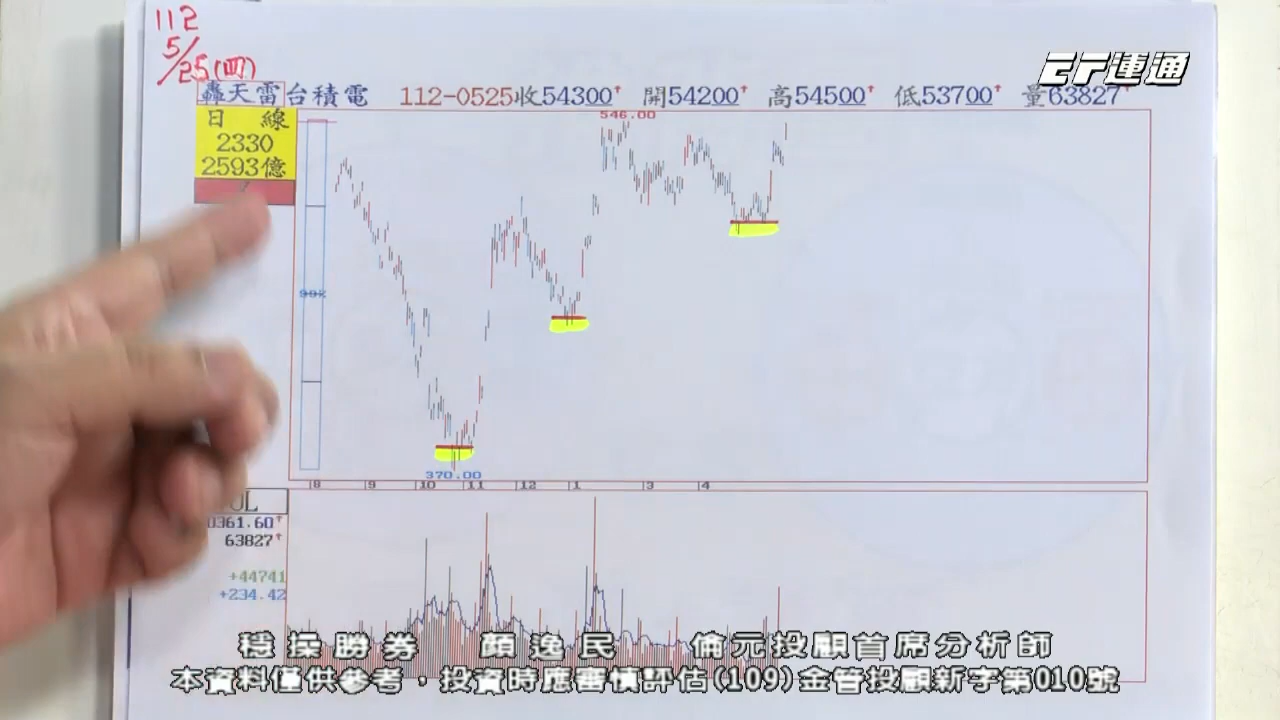 112
5/25(四)
EF運通
轟天雷台積電 112-0525收54300↑ 開54200↑ 高54500↑ 低53700↑ 量63827↑
日 線
2330
2593億
546.00
99%
370.00
8 9 10 11 12 1 3 4
0361.60↑
63827↑
+44741
+234.42
穩操勝券 顏逸民 倫元投顧首席分析師
本資料僅供參考，投資時應審慎評估(109)金管投顧新字第010號